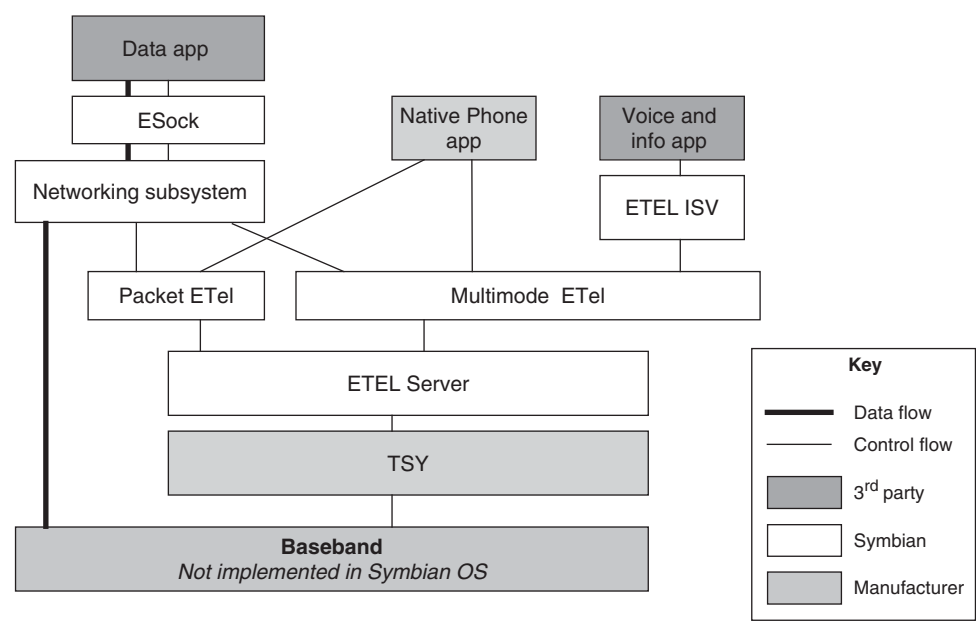 Data app
ESock
Native Phone
app
Voice and
info app
Networking subsystem
ETEL ISV
Packet ETel
Multimode ETel
ETEL Server
TSY
Baseband
Not implemented in Symbian OS
Key
Data flow
Control flow
3rd party
Symbian
Manufacturer